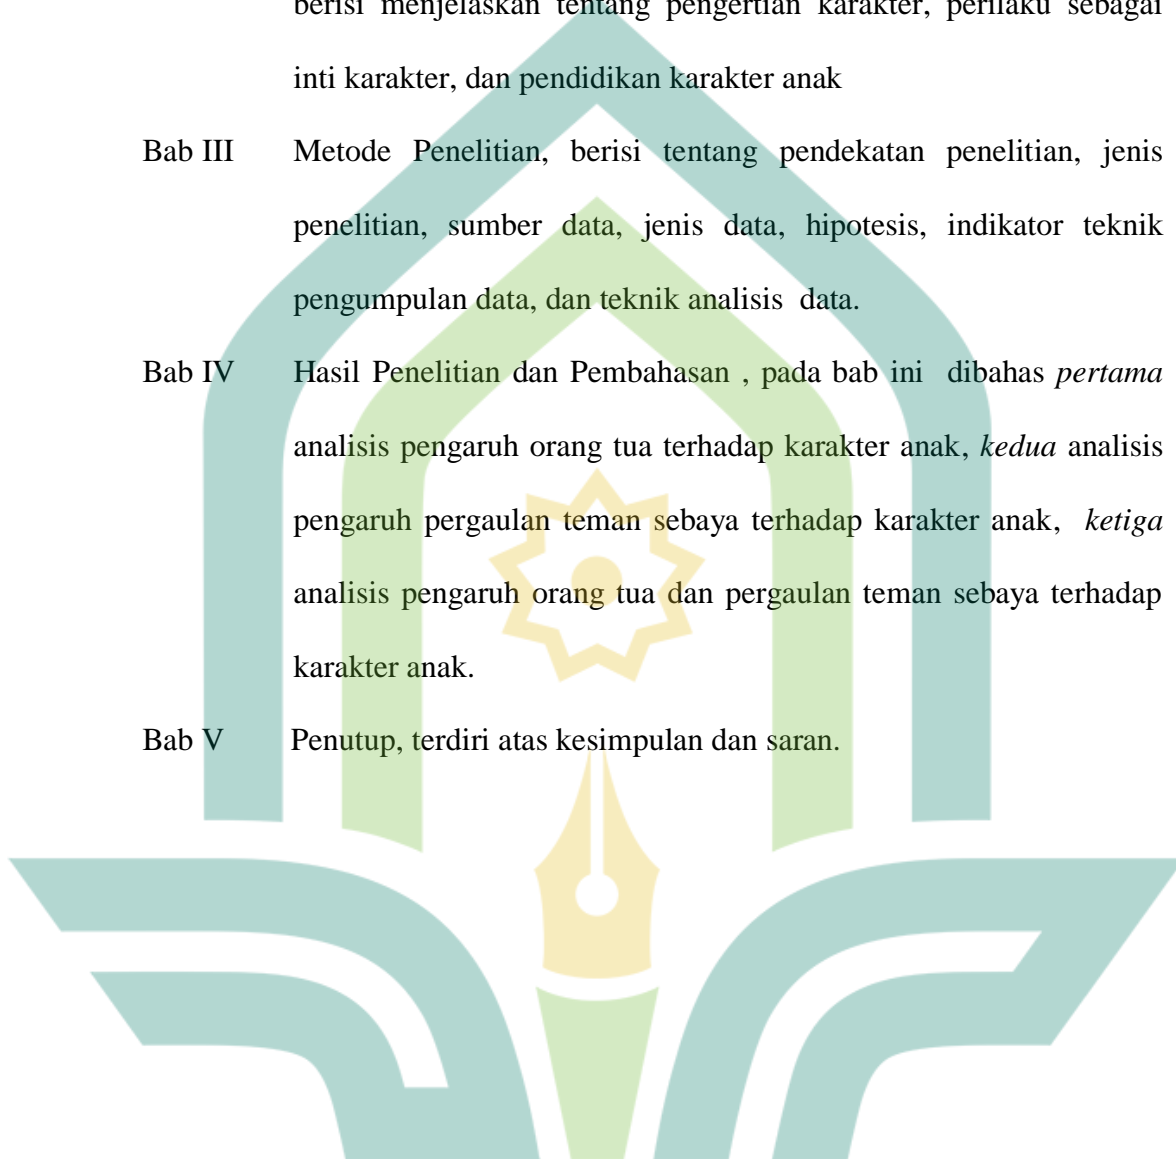 berisi menjelaskan tentang pengertian karakter, perilaku sebagai
inti karakter, dan pendidikan karakter anak
Bab III Metode Penelitian, berisi tentang pendekatan penelitian, jenis
penelitian, sumber data, jenis data, hipotesis, indikator teknik
pengumpulan data, dan teknik analisis data.
Bab IV Hasil Penelitian dan Pembahasan , pada bab ini dibahas pertama
analisis pengaruh orang tua terhadap karakter anak, kedua analisis
pengaruh pergaulan teman sebaya terhadap karakter anak, ketiga
analisis pengaruh orang tua dan pergaulan teman sebaya terhadap
karakter anak.
Bab V Penutup, terdiri atas kesimpulan dan saran.